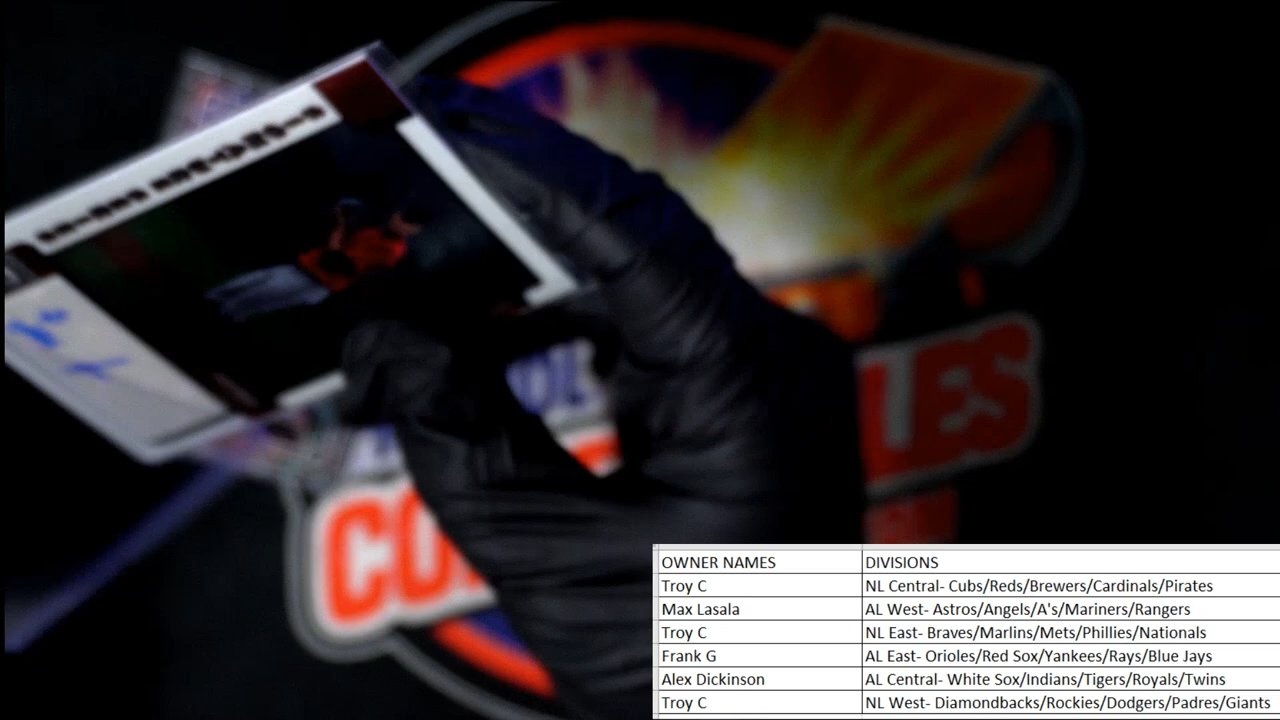 CO
LES
OWNER NAMES DIVISIONS
Troy C NL Central- Cubs/Reds/Brewers/Cardinals/Pirates
Max Lasala AL West- Astros/Angels/A's/Mariners/Rangers
Troy C NL East- Braves/Marlins/Mets/Phillies/Nationals
Frank G AL East- Orioles/Red Sox/Yankees/Rays/Blue Jays
Alex Dickinson AL Central- White Sox/Indians/Tigers/Royals/Twins
Troy C NL West- Diamondbacks/Rockies/Dodgers/Padres/Giants